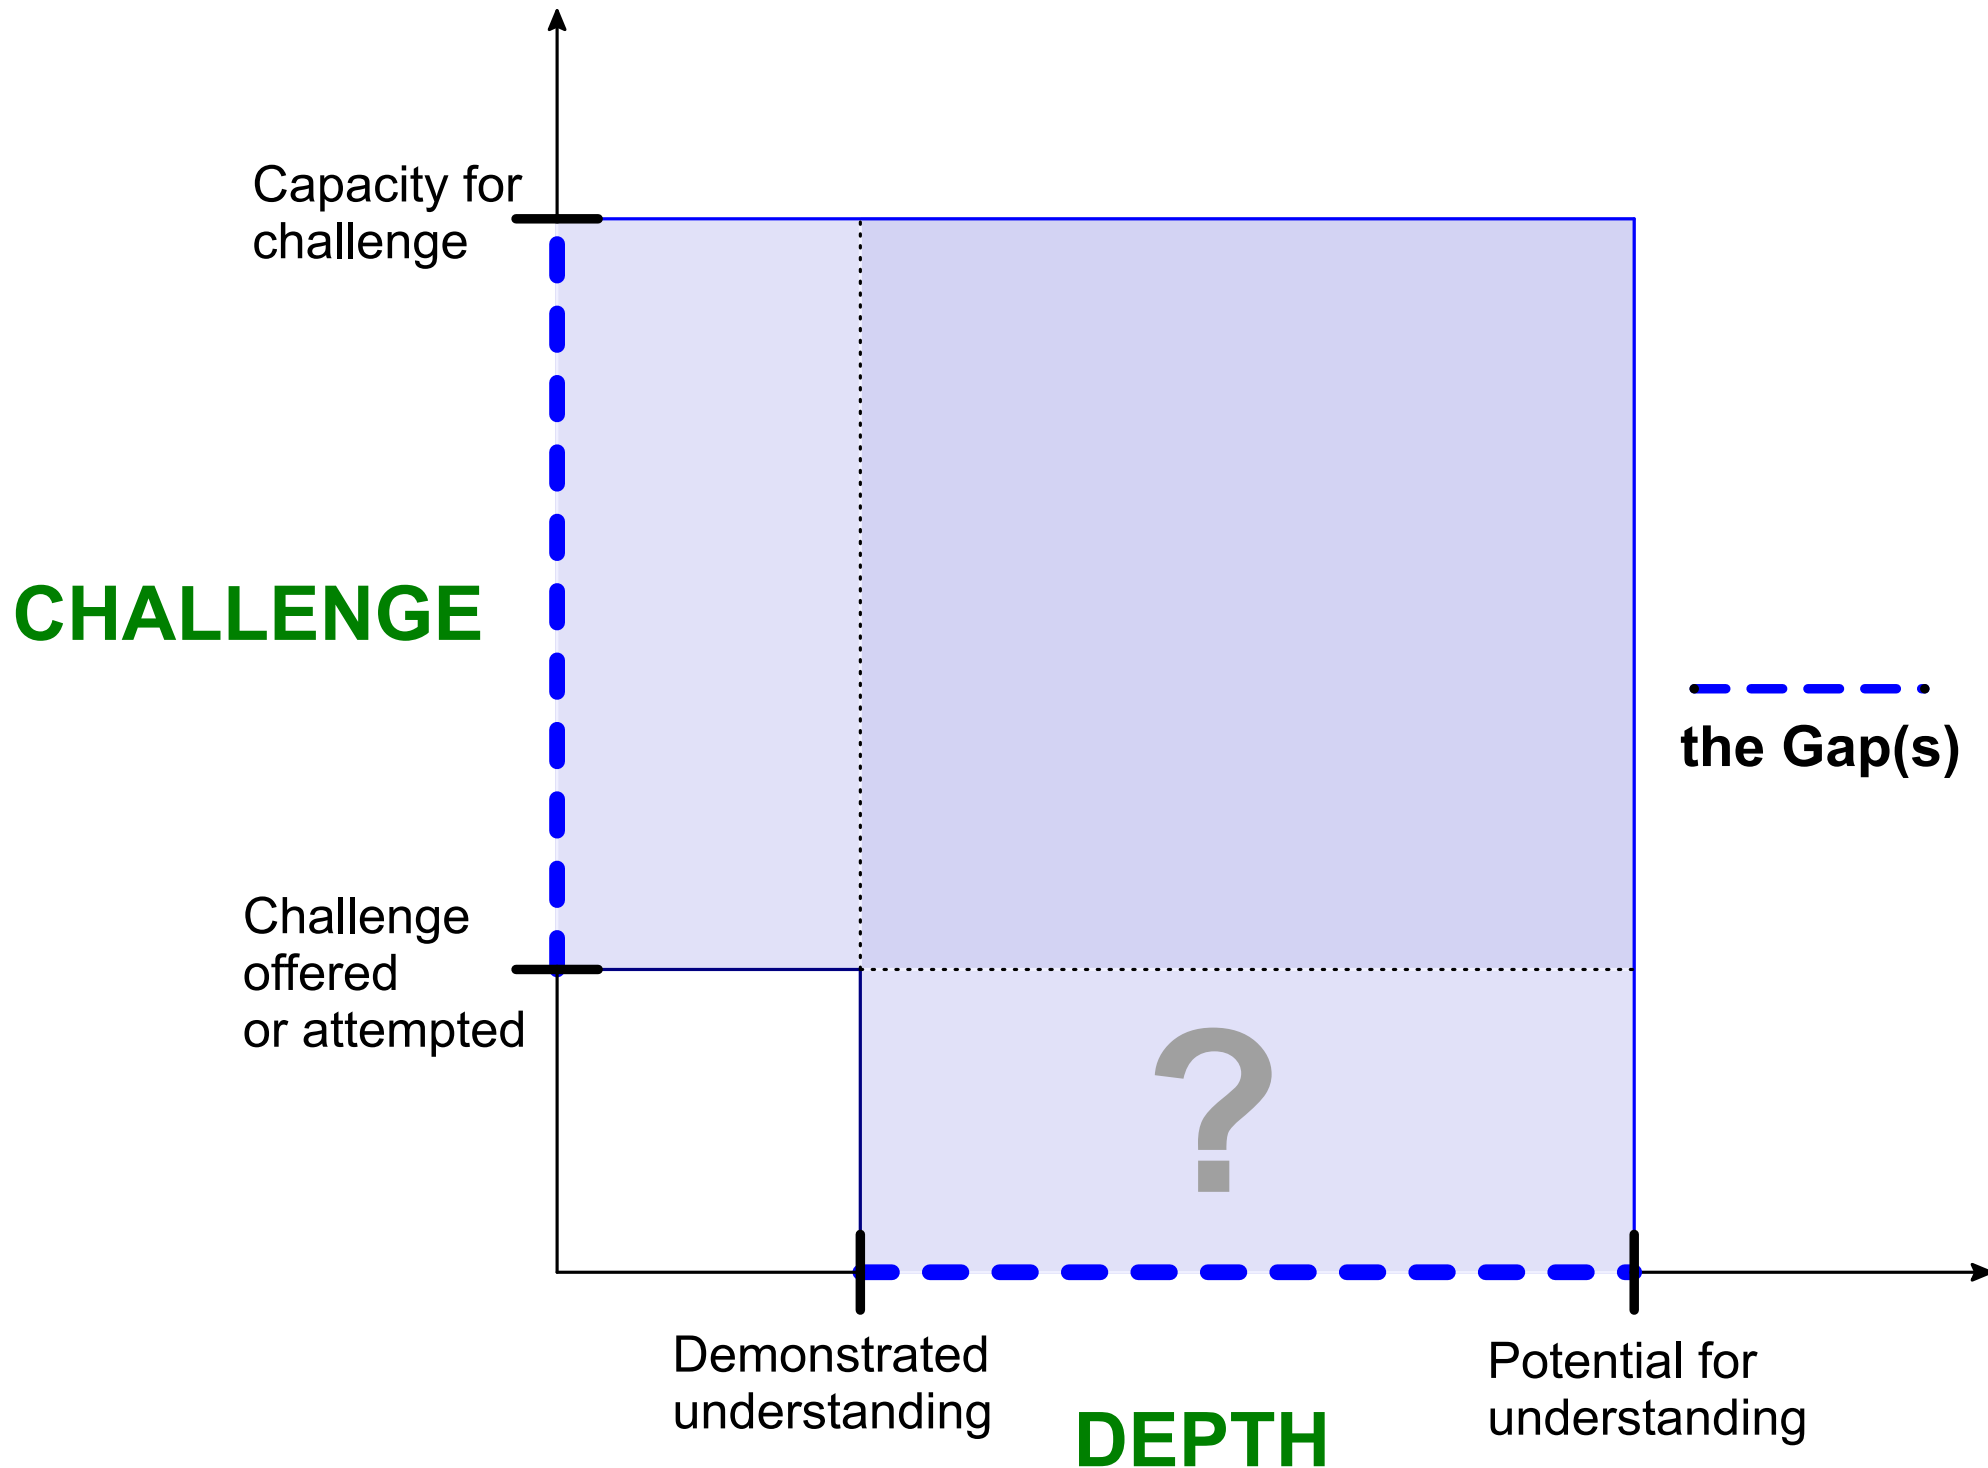 Capacity for
challenge
CHALLENGE
the Gap(s)
Challenge
offered
or attempted
?
Demonstrated
understanding
DEPTH
Potential for
understanding